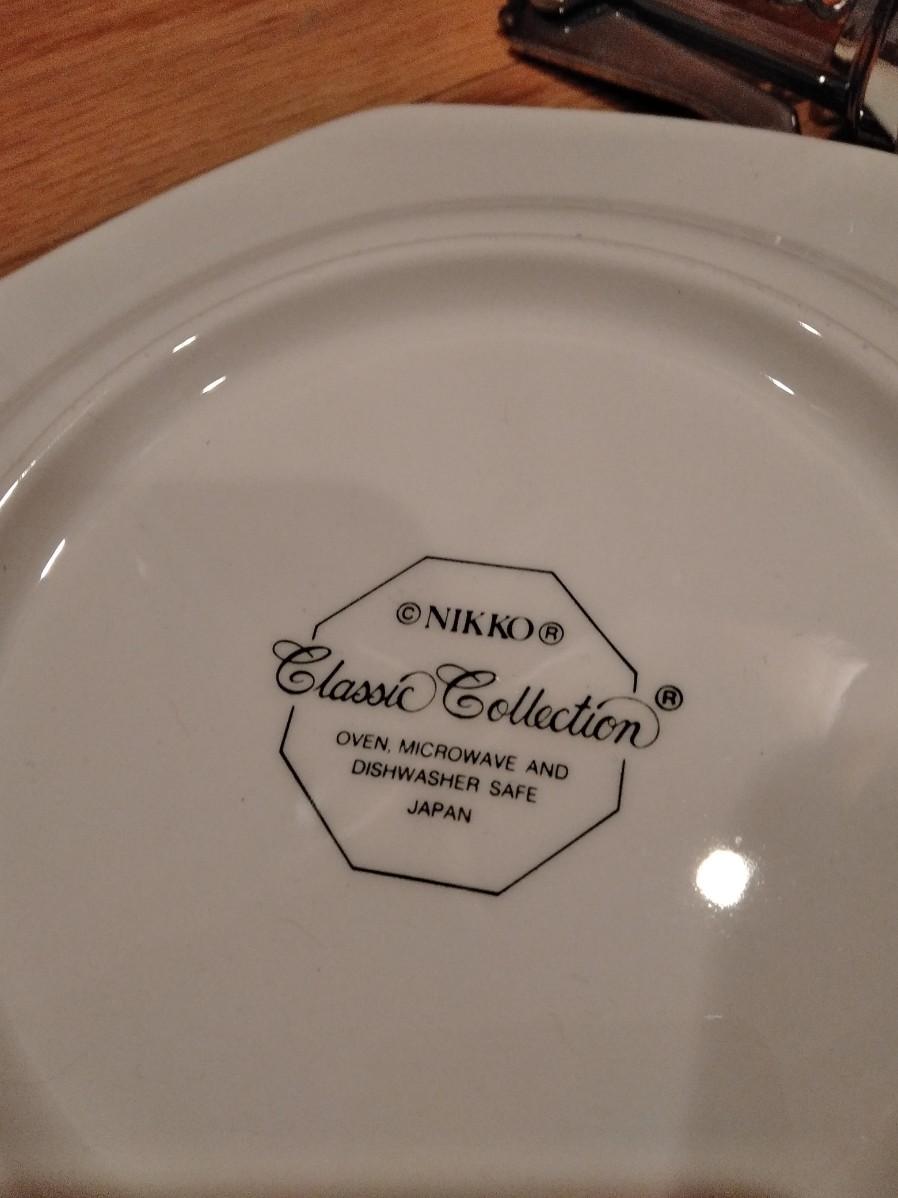 ©NIKKO®
Classic Collection®
OVEN, MICROWAVE AND
DISHWASHER SAFE
JAPAN